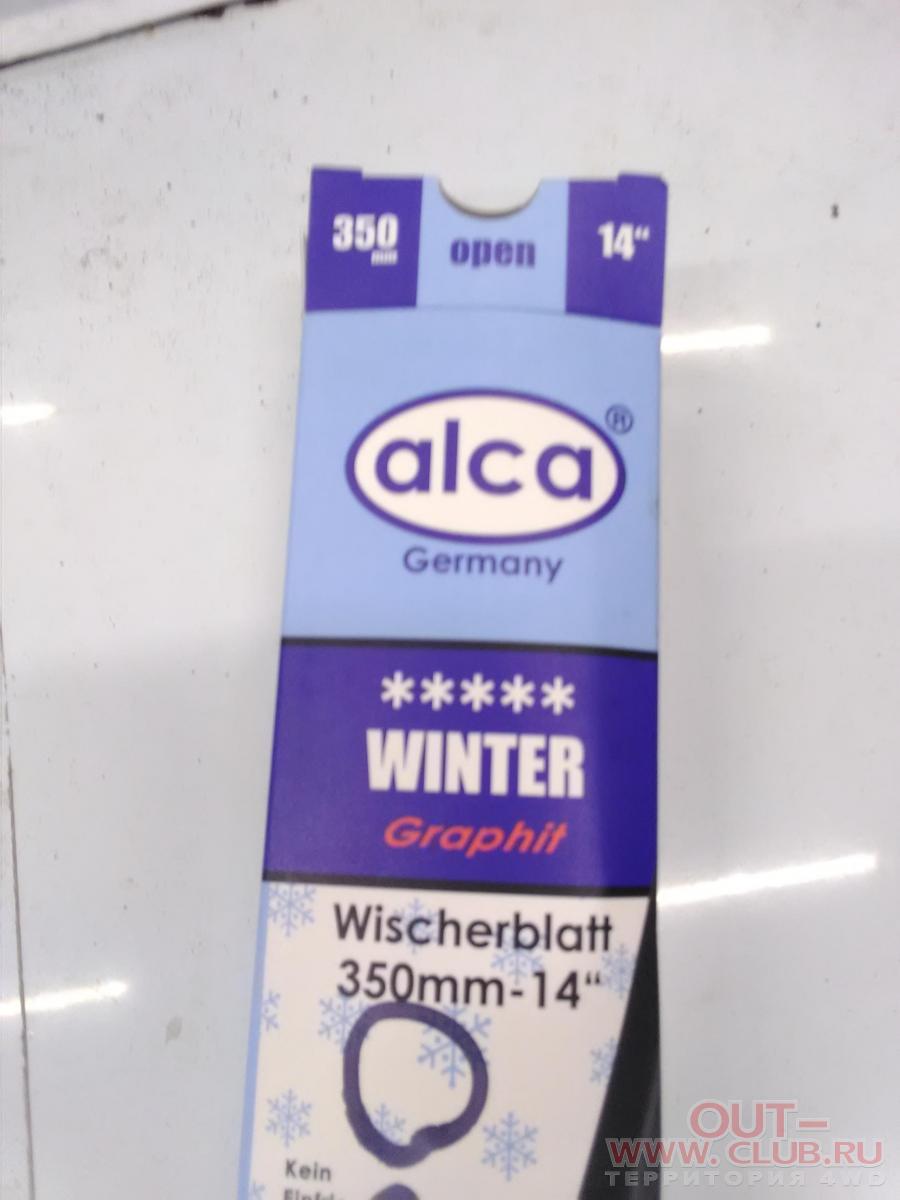 350 mm open 14“
alca®
Germany
*****
WINTER
Graphit
Wischerblatt
350mm-14“
Kein
OUT-
WWW.CLUB.RU
ТЕРРИТОРИЯ 4WD